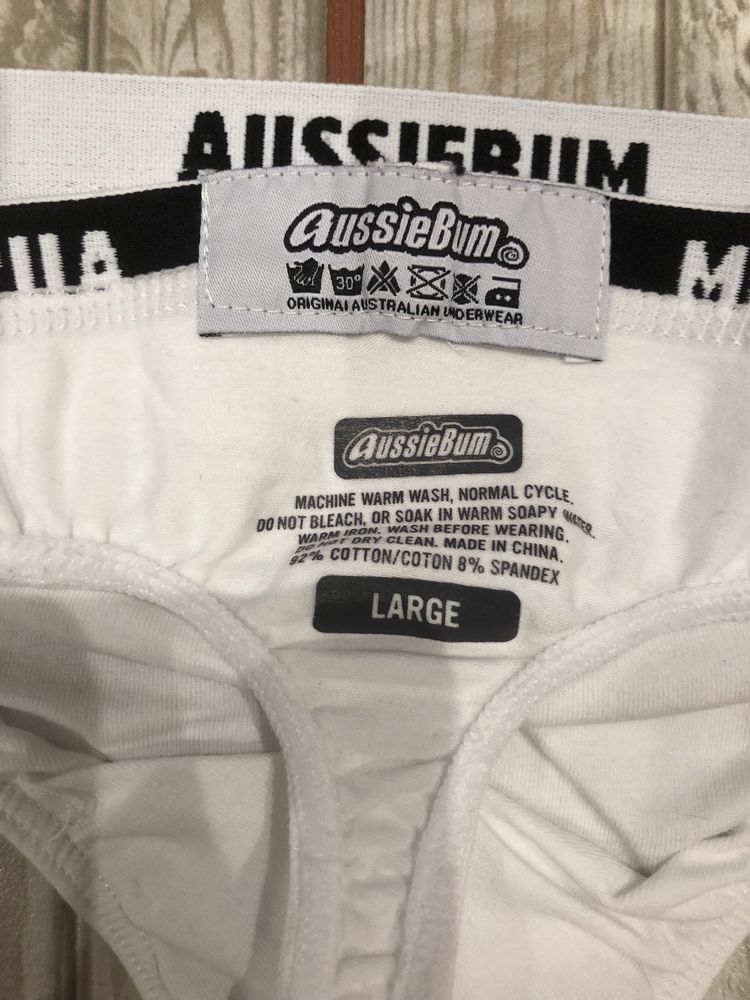 AUSSIEBUM
aussieBum
30°
ORIGINAL AUSTRALIAN UNDERWEAR
aussieBum
MACHINE WARM WASH, NORMAL CYCLE.
DO NOT BLEACH, OR SOAK IN WARM SOAPY WATER.
WARM IRON. WASH BEFORE WEARING.
DO NOT DRY CLEAN. MADE IN CHINA.
92% COTTON/COTON 8% SPANDEX
LARGE